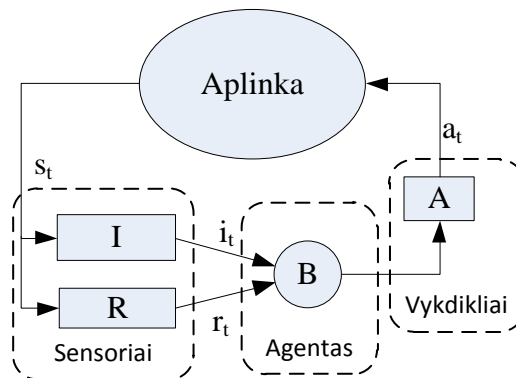 Aplinka
a_t
s_t
A
I
i_t
B
R
r_t
Vykdikliai
Sensoriai
Agentas